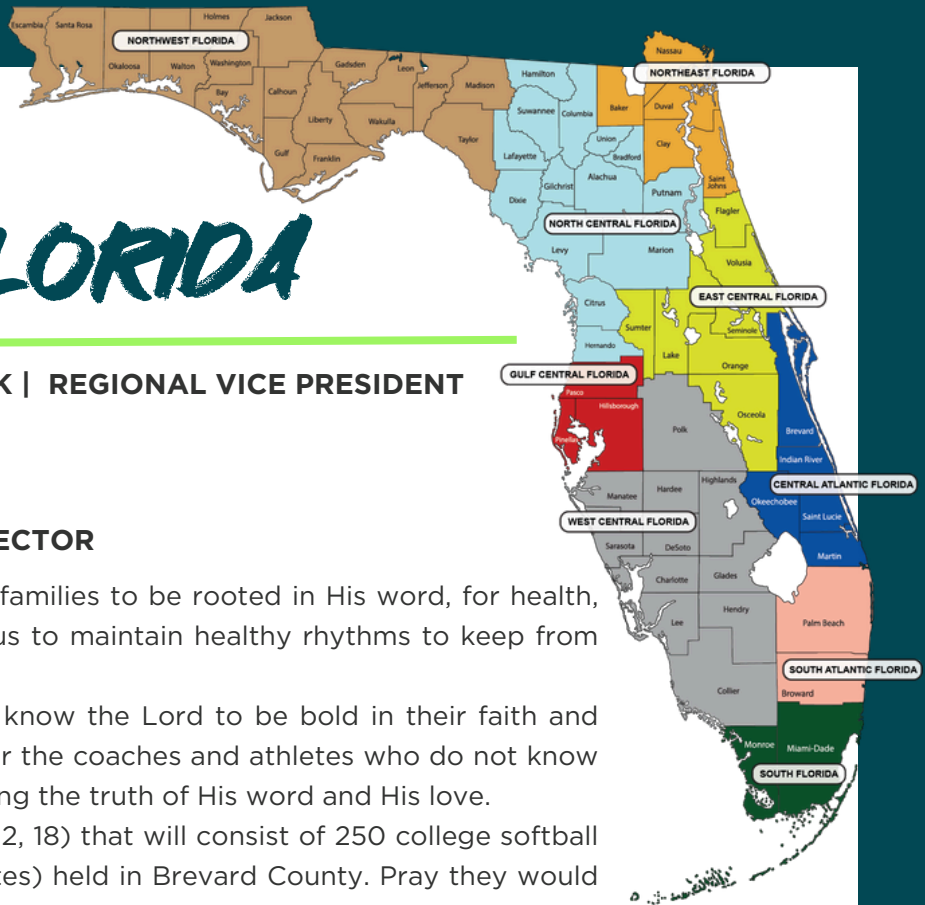 Escambia
Santa Rosa
Holmes
Jackson
NORTHWEST FLORIDA
Okaloosa
Walton
Washington
Bay
Calhoun
Gadsden
Leon
Jefferson
Madison
Liberty
Wakulla
Taylor
Gulf
Franklin
Hamilton
Suwannee
Columbia
Lafayette
Union
Bradford
Gilchrist
Alachua
Dixie
Putnam
NORTH CENTRAL FLORIDA
Levy
Marion
Citrus
Hernando
Nassau
NORTHEAST FLORIDA
Baker
Duval
Clay
Saint
Johns
Flagler
Volusia
EAST CENTRAL FLORIDA
Sumter
Seminole
Lake
Orange
Osceola
GULF CENTRAL FLORIDA
Pasco
Hillsborough
Pinellas
Polk
Brevard
Indian River
CENTRAL ATLANTIC FLORIDA
Okeechobee
Saint Lucie
Martin
Manatee
Hardee
Highlands
WEST CENTRAL FLORIDA
Sarasota
DeSoto
Charlotte
Glades
Lee
Hendry
Collier
Palm Beach
SOUTH ATLANTIC FLORIDA
Broward
Monroe
Miami-Dade
SOUTH FLORIDA
LORIDA
K | REGIONAL VICE PRESIDENT
ECTOR
families to be rooted in His word, for health,
us to maintain healthy rhythms to keep from
know the Lord to be bold in their faith and
r the coaches and athletes who do not know
ng the truth of His word and His love.
2, 18) that will consist of 250 college softball
tes) held in Brevard County. Pray they would